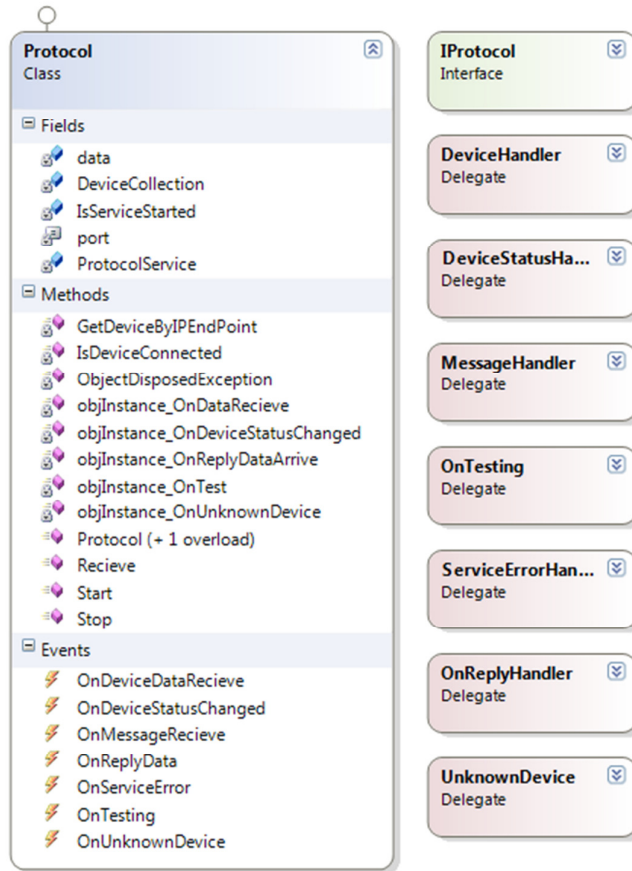 Protocol
Class
Fields
data
DeviceCollection
IsServiceStarted
port
ProtocolService
Methods
GetDeviceByIPEndPoint
IsDeviceConnected
ObjectDisposedException
objInstance_OnDataRecieve
objInstance_OnDeviceStatusChanged
objInstance_OnReplyDataArrive
objInstance_OnTest
objInstance_OnUnknownDevice
Protocol (+ 1 overload)
Recieve
Start
Stop
Events
OnDeviceDataRecieve
OnDeviceStatusChanged
OnMessageRecieve
OnReplyData
OnServiceError
OnTesting
OnUnknownDevice
IProtocol
Interface
DeviceHandler
Delegate
DeviceStatusHa...
Delegate
MessageHandler
Delegate
OnTesting
Delegate
ServiceErrorHan...
Delegate
OnReplyHandler
Delegate
UnknownDevice
Delegate